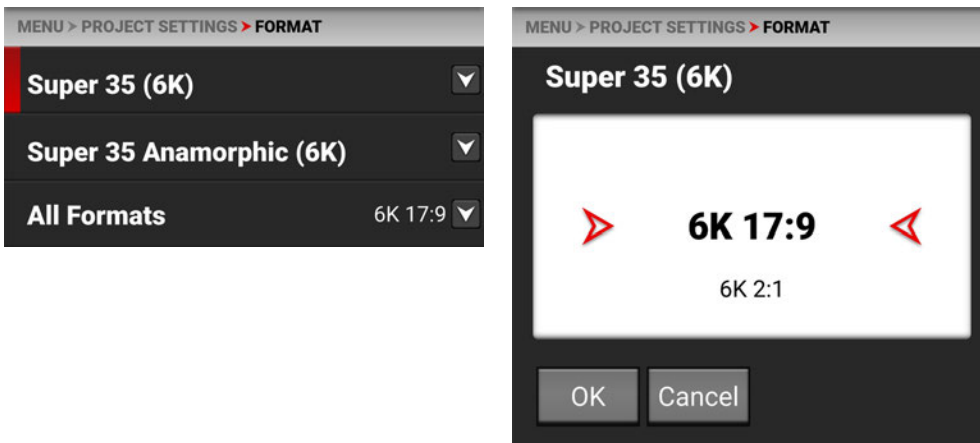 MENU > PROJECT SETTINGS > FORMAT
Super 35 (6K)
Super 35 Anamorphic (6K)
All Formats 6K 17:9
MENU > PROJECT SETTINGS > FORMAT
Super 35 (6K)
6K 17:9
6K 2:1
OK Cancel